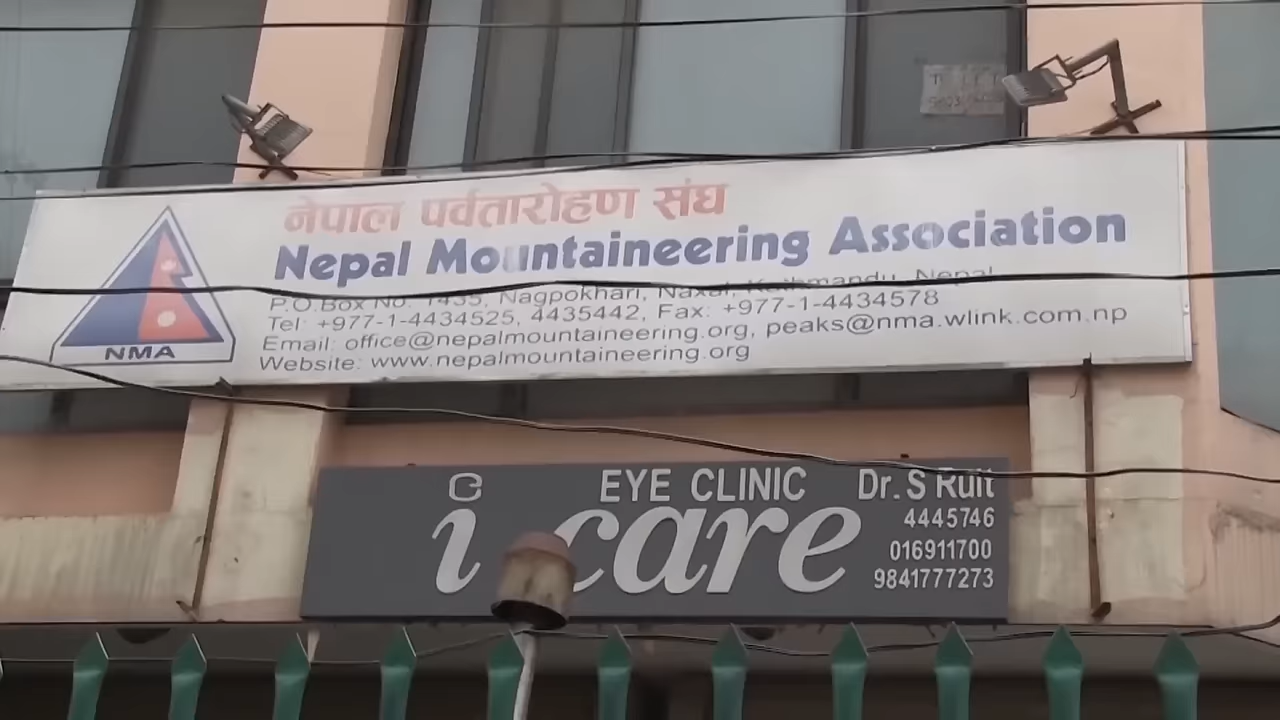 नेपाल पर्वतारोहण संघ
Nepal Mountaineering Association
P.O.Box No. 1435, Nagpokhari, Naxal, Kathmandu, Nepal
Tel: +977-1-4434525, 4435442, Fax: +977-1-4434578
Email: office@nepalmountaineering.org, peaks@nma.wlink.com.np
Website: www.nepalmountaineering.org
NMA
EYE CLINIC
i care
Dr. S Ruit
4445746
016911700
9841777273